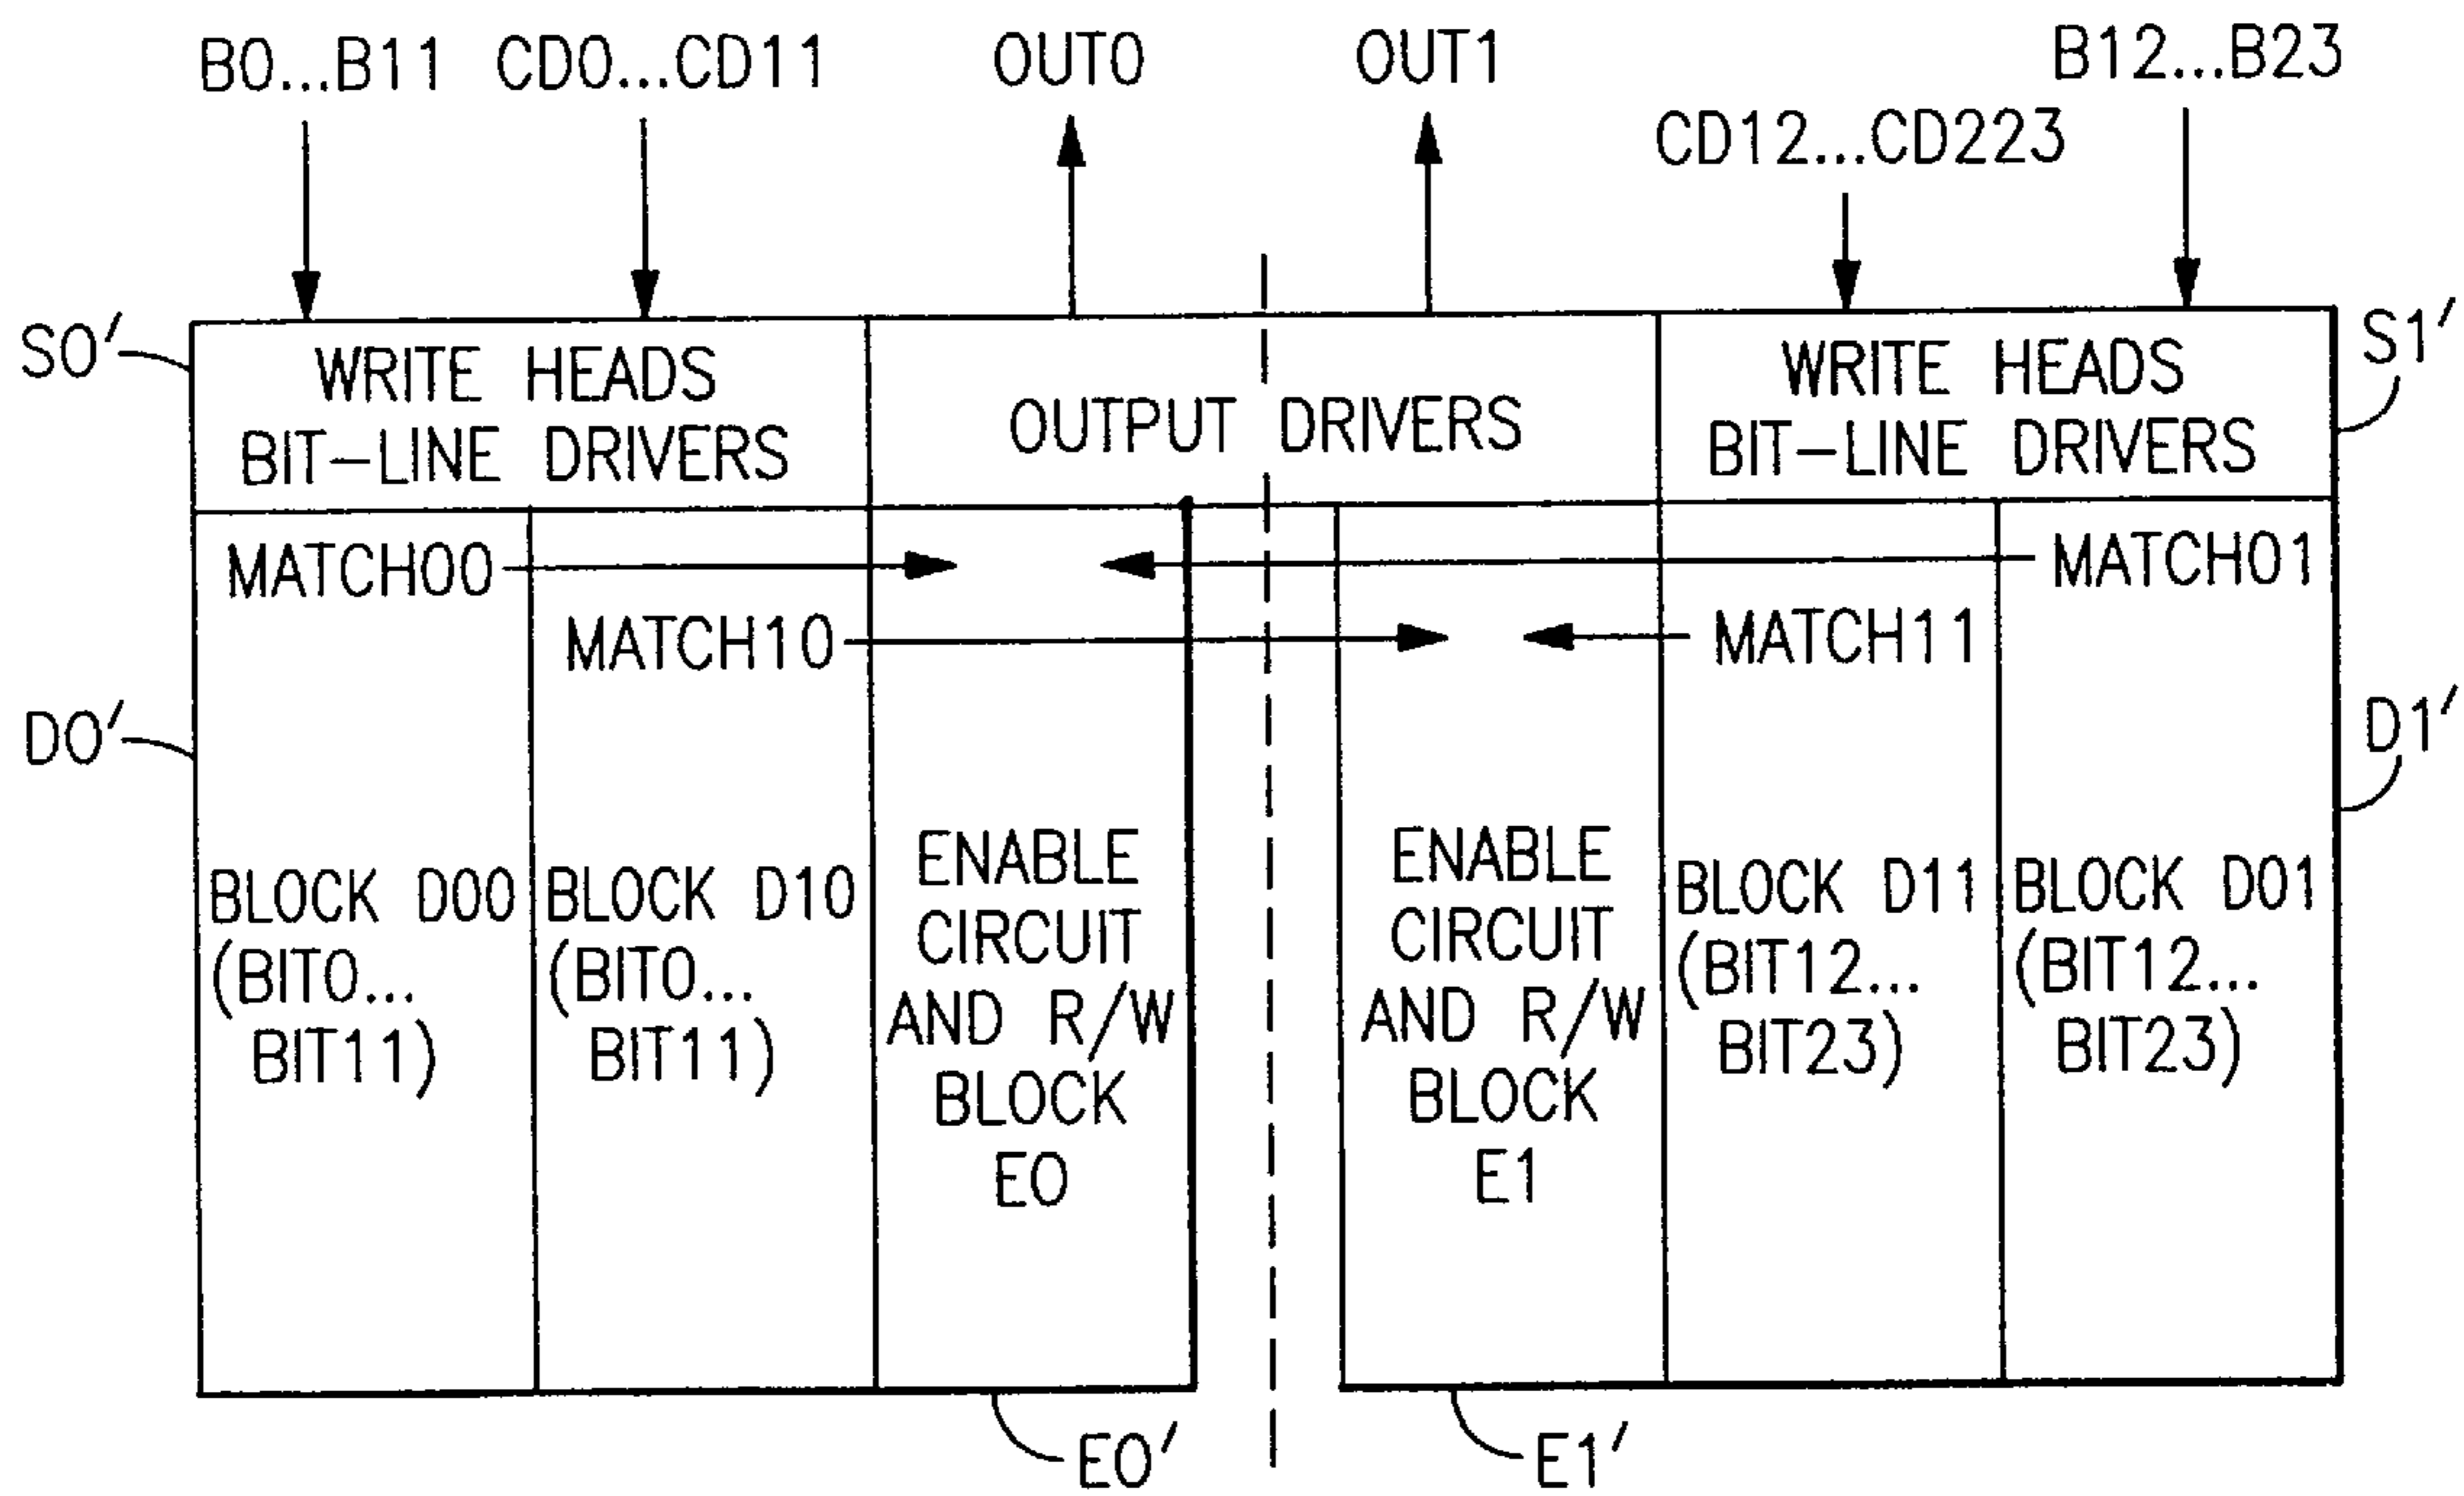 B0...B11 CD0...CD11 OUT0 OUT1 B12...B23
CD12...CD223
S0′ S1′
WRITE HEADS
BIT-LINE DRIVERS
OUTPUT DRIVERS
WRITE HEADS
BIT-LINE DRIVERS
MATCH00 MATCH01
MATCH10 MATCH11
D0′ D1′
BLOCK D00
(BIT0...
BIT11)
BLOCK D10
(BIT0...
BIT11)
ENABLE
CIRCUIT
AND R/W
BLOCK
E0
ENABLE
CIRCUIT
AND R/W
BLOCK
E1
BLOCK D11
(BIT12...
BIT23)
BLOCK D01
(BIT12...
BIT23)
E0′ E1′